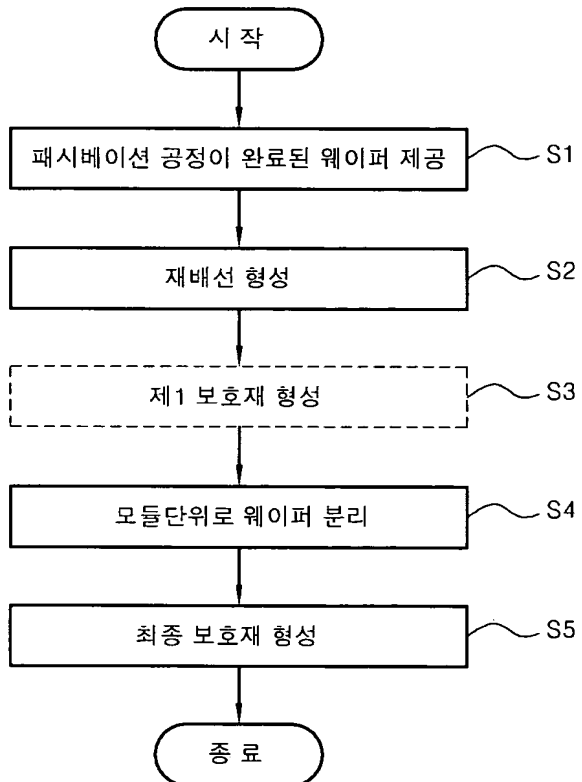 시 작
패시베이션 공정이 완료된 웨이퍼 제공
S1
재배선 형성
S2
제1 보호재 형성
S3
모듈단위로 웨이퍼 분리
S4
최종 보호재 형성
S5
종 료